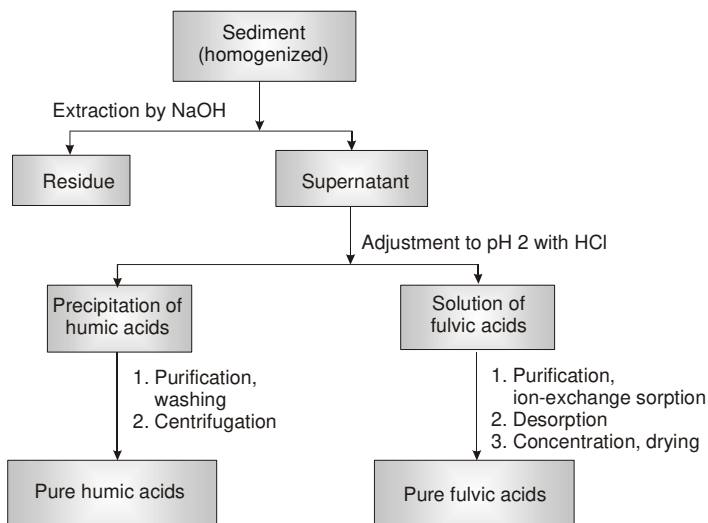 Sediment
(homogenized)
Extraction by NaOH
Residue
Supernatant
Adjustment to pH 2 with HCl
Precipitation of
humic acids
Solution of
fulvic acids
1. Purification,
washing
2. Centrifugation
1. Purification,
ion-exchange sorption
2. Desorption
3. Concentration, drying
Pure humic acids
Pure fulvic acids